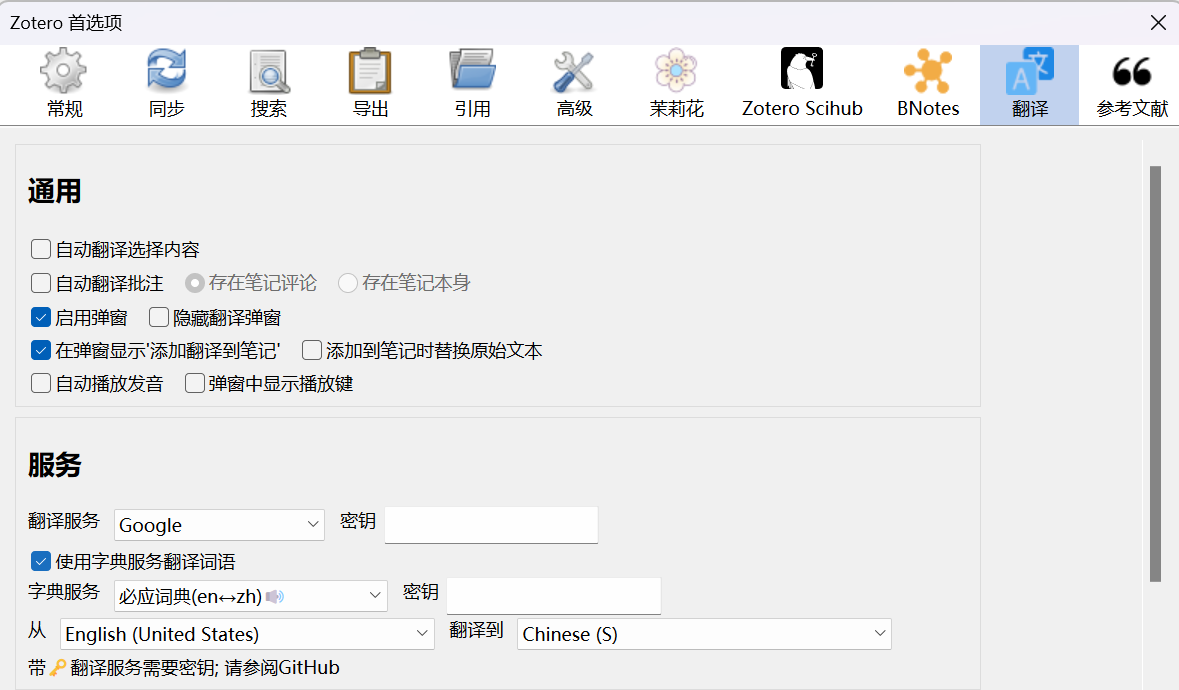 Zotero 首选项
常规 同步 搜索 导出 引用 高级 茉莉花 Zotero Scihub BNotes 翻译 参考文献
通用
自动翻译选择内容
自动翻译批注 存在笔记评论 存在笔记本身
启用弹窗 隐藏翻译弹窗
在弹窗显示'添加翻译到笔记' 添加到笔记时替换原始文本
自动播放发音 弹窗中显示播放键
服务
翻译服务 Google 密钥
使用字典服务翻译词语
字典服务 必应词典(en↔zh)🔊 密钥
从 English (United States) 翻译到 Chinese (S)
带🔑翻译服务需要密钥; 请参阅GitHub